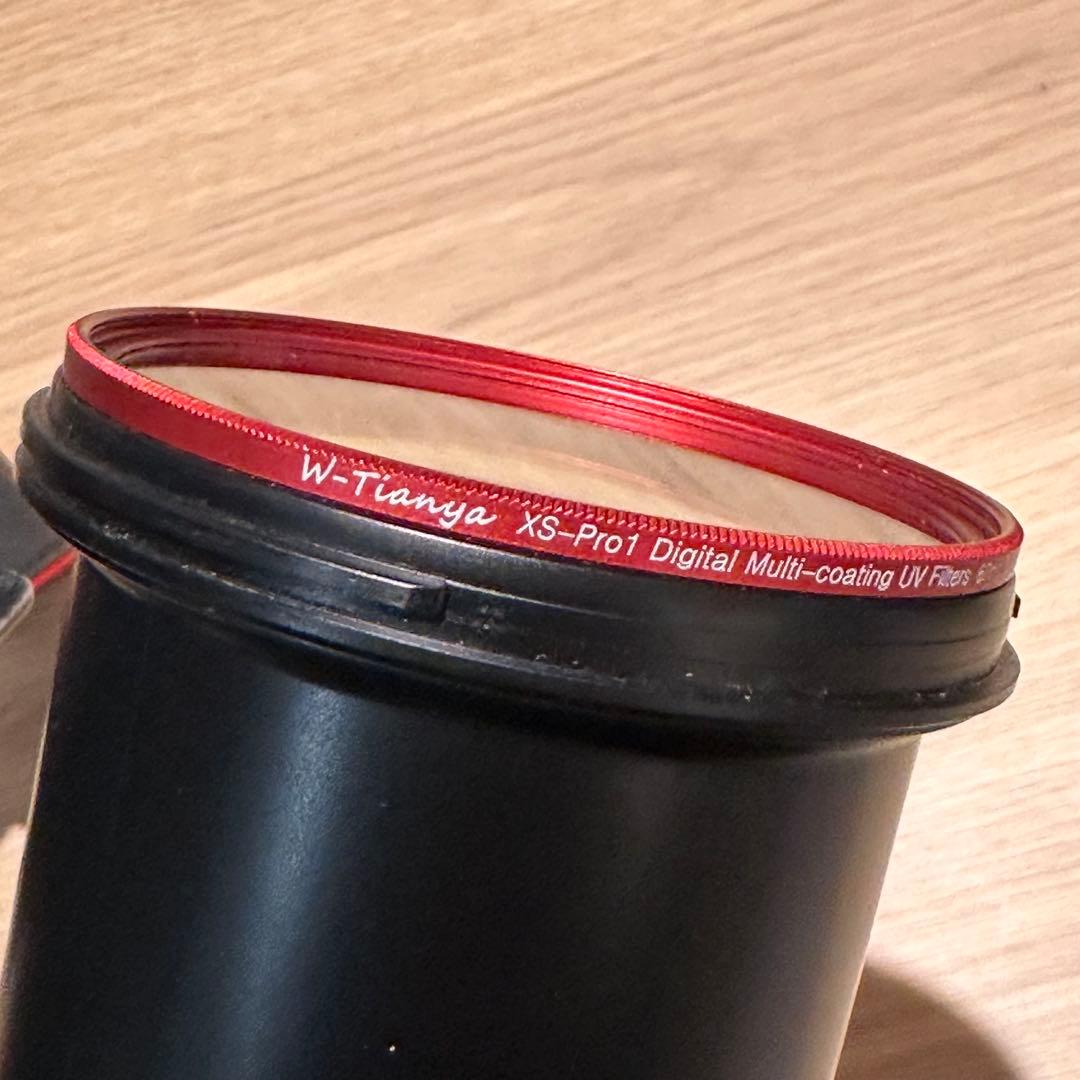 W-Tianya XS-Pro1 Digital Multi-coating UV Filters